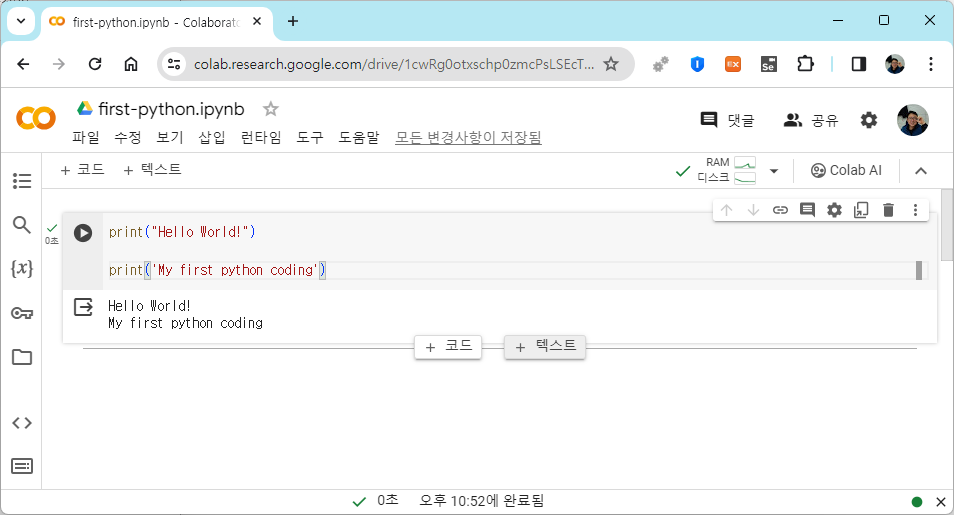 first-python.ipynb - Colaborato
colab.research.google.com/drive/1cwRg0otxschp0zmcPsLSEcT...
first-python.ipynb
파일 수정 보기 삽입 런타임 도구 도움말 모든 변경사항이 저장됨
댓글 공유
+ 코드 + 텍스트
RAM
디스크
Colab AI
0초
print("Hello World!")
print('My first python coding')
Hello World!
My first python coding
+ 코드 + 텍스트
{x}
0초 오후 10:52에 완료됨